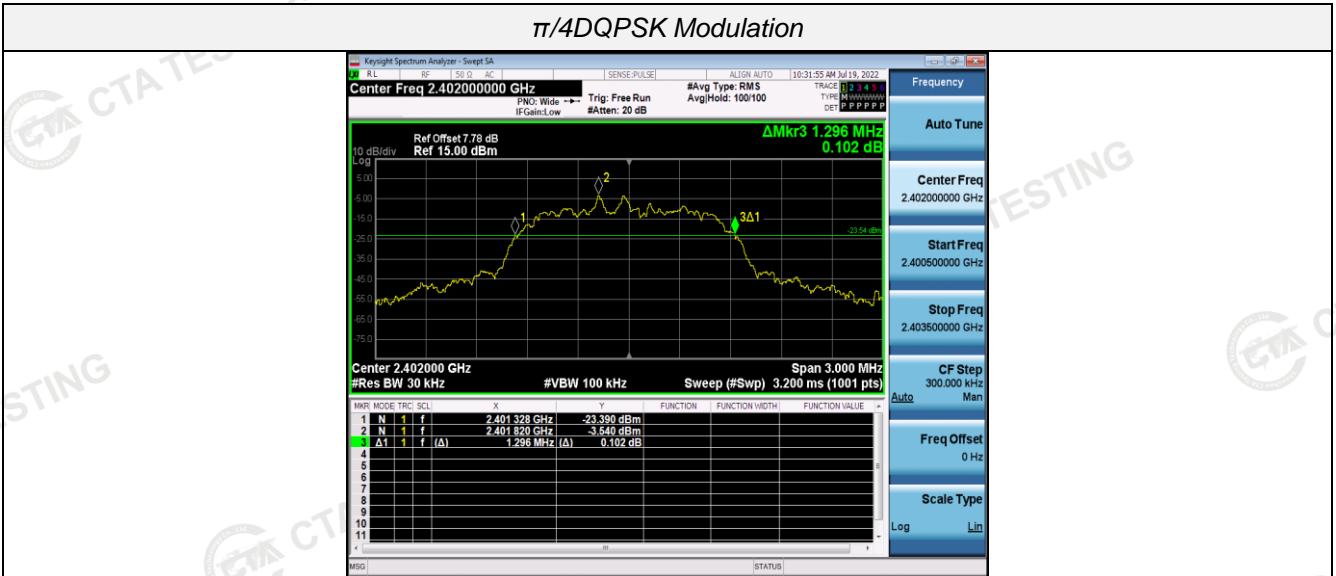 π/4DQPSK Modulation
Keysight Spectrum Analyzer - Swept SA
RL RF 50 Ω AC SENSE:PULSE ALIGN AUTO 10:31:55 AM Jul 19, 2022
Center Freq 2.402000000 GHz #Avg Type: RMS TRACE 1 2 3 4 5 6
PNO: Wide Trig: Free Run Avg|Hold: 100/100 TYPE M
IFGain:Low #Atten: 20 dB DET P P P P P P
Frequency
Auto Tune
Center Freq
2.402000000 GHz
Start Freq
2.400500000 GHz
Stop Freq
2.403500000 GHz
CF Step
300.000 kHz
Auto Man
Freq Offset
0 Hz
Scale Type
Log Lin
ΔMkr3 1.296 MHz
0.102 dB
Ref Offset 7.78 dB
10 dB/div Ref 15.00 dBm
Log
5.00
-5.00
-15.0
-25.0
-35.0
-45.0
-55.0
-65.0
-75.0
2
1
3Δ1
-23.54 dBm
Center 2.402000 GHz Span 3.000 MHz
#Res BW 30 kHz #VBW 100 kHz Sweep (#Swp) 3.200 ms (1001 pts)
MKR MODE TRC SCL X Y FUNCTION FUNCTION WIDTH FUNCTION VALUE
1 N 1 f 2.401 328 GHz -23.390 dBm
2 N 1 f 2.401 820 GHz -3.540 dBm
3 Δ1 1 f (Δ) 1.296 MHz (Δ) 0.102 dB
4
5
6
7
8
9
10
11
MSG STATUS
CTA TE
TESTING
STING
CTA
C